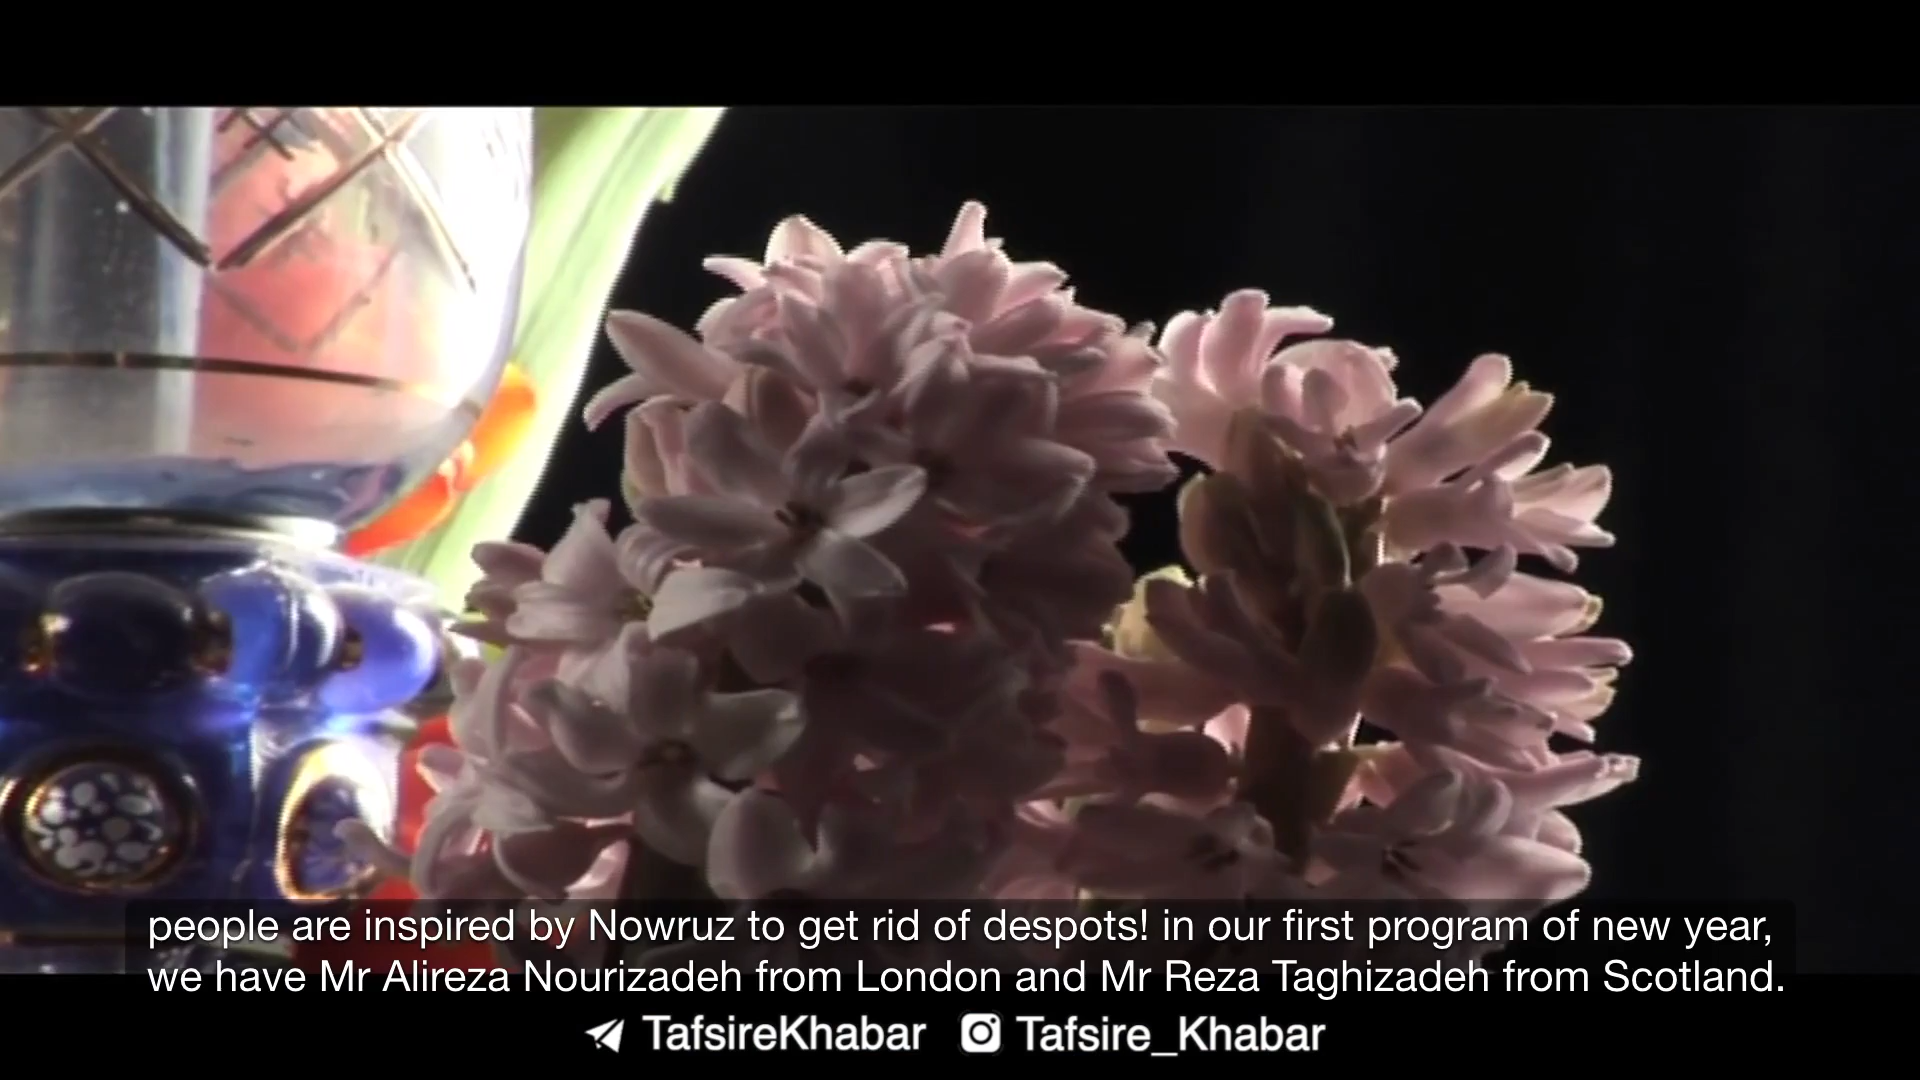 people are inspired by Nowruz to get rid of despots! in our first program of new year,
we have Mr Alireza Nourizadeh from London and Mr Reza Taghizadeh from Scotland.
TafsireKhabar Tafsire_Khabar